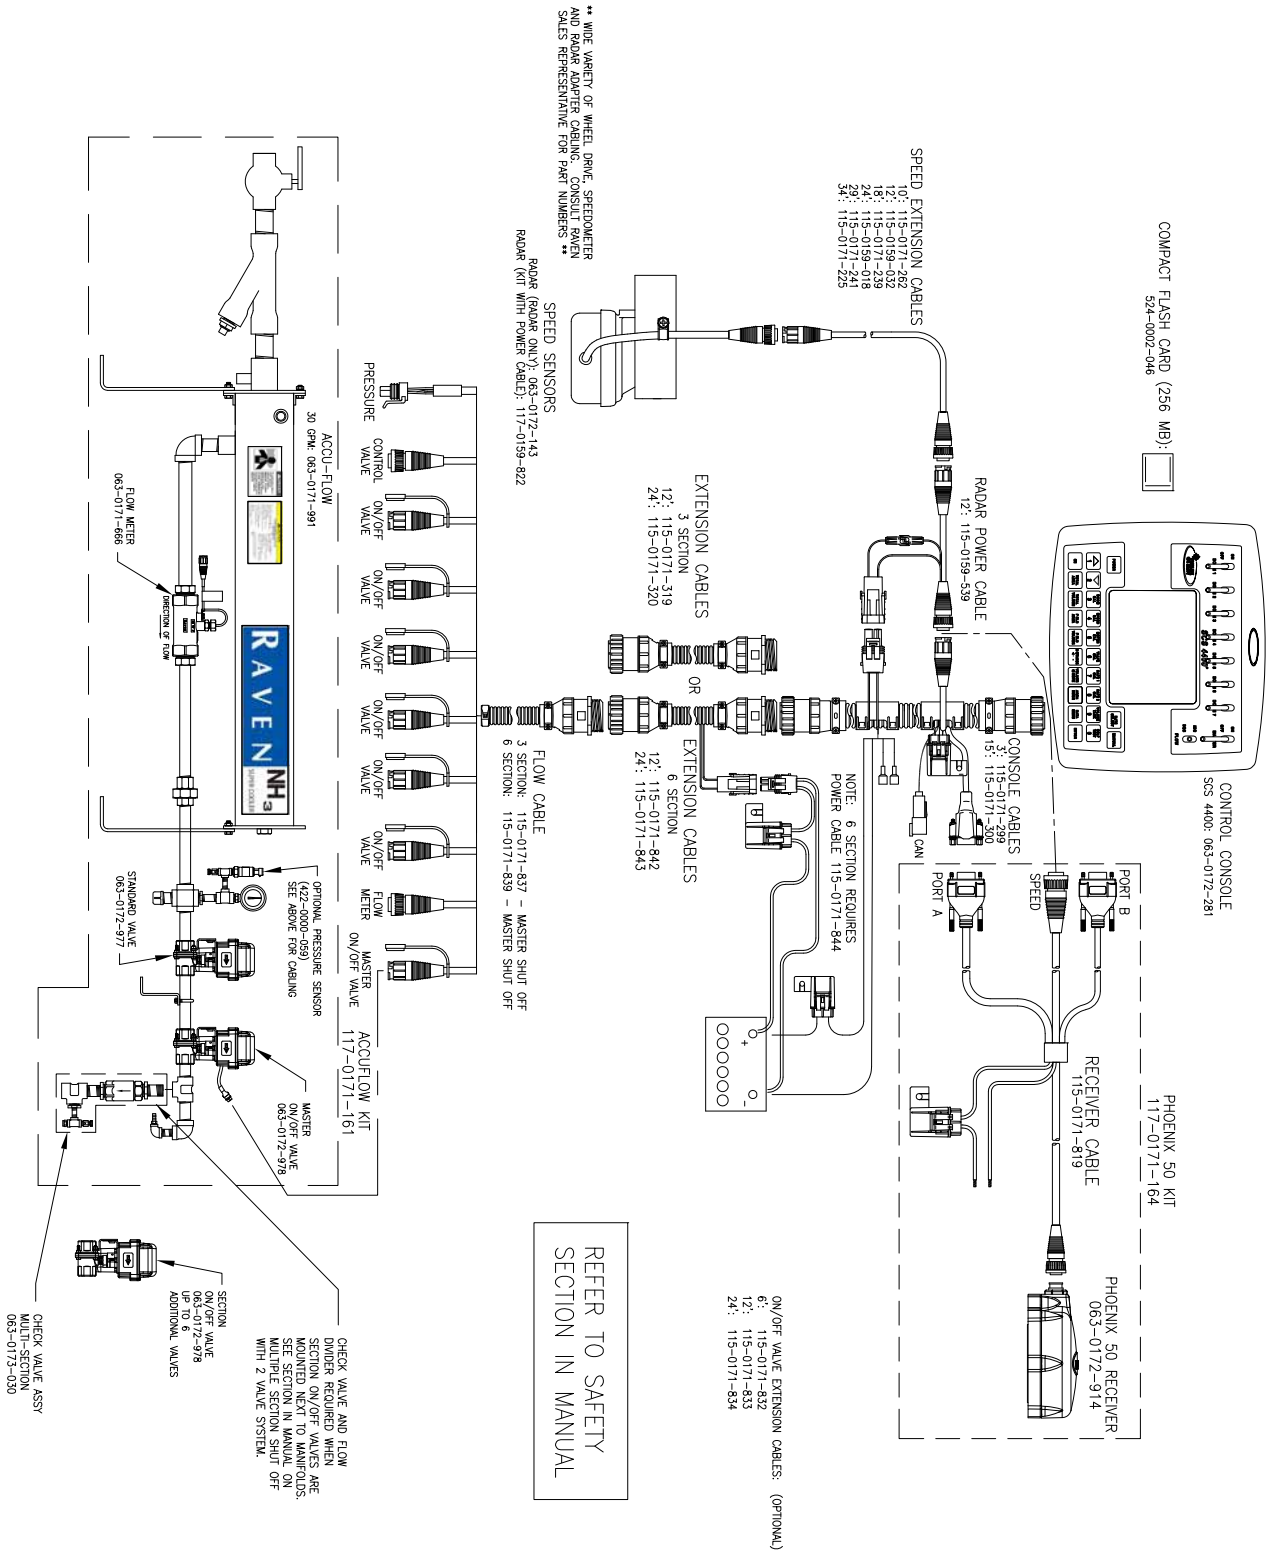 COMPACT FLASH CARD (256 MB):
524-0002-046
CONTROL CONSOLE
SCS 4400: 063-0172-281
SCS 4400
SPEED EXTENSION CABLES
10': 115-0171-262
12': 115-0159-032
18': 115-0171-239
24': 115-0159-018
29': 115-0171-241
34': 115-0171-225
RADAR POWER CABLE
12': 115-0159-539
CONSOLE CABLES
3': 115-0171-299
15': 115-0171-300
CAN
PHOENIX 50 KIT
117-0171-164
PORT B
SPEED
PORT A
RECEIVER CABLE
115-0171-819
PHOENIX 50 RECEIVER
063-0172-914
NOTE: 6 SECTION REQUIRES
POWER CABLE 115-0171-844
+
-
ON/OFF VALVE EXTENSION CABLES: (OPTIONAL)
6': 115-0171-832
12': 115-0171-833
24': 115-0171-834
** WIDE VARIETY OF WHEEL DRIVE, SPEEDOMETER
AND RADAR ADAPTER CABLING. CONSULT RAVEN
SALES REPRESENTATIVE FOR PART NUMBERS **
SPEED SENSORS
RADAR (RADAR ONLY): 063-0172-143
RADAR (KIT WITH POWER CABLE): 117-0159-822
EXTENSION CABLES
3 SECTION
12': 115-0171-319
24': 115-0171-320
OR
EXTENSION CABLES
6 SECTION
12': 115-0171-842
24': 115-0171-843
FLOW CABLE
3 SECTION: 115-0171-837 - MASTER SHUT OFF
6 SECTION: 115-0171-839 - MASTER SHUT OFF
REFER TO SAFETY
SECTION IN MANUAL
PRESSURE
CONTROL
VALVE
ON/OFF
VALVE
ON/OFF
VALVE
ON/OFF
VALVE
ON/OFF
VALVE
ON/OFF
VALVE
ON/OFF
VALVE
FLOW
METER
MASTER
ON/OFF VALVE
ACCUFLOW KIT
117-0171-161
ACCU-FLOW
30 GPM: 063-0171-991
RAVEN
NH3
SUPER COOLER
FLOW METER
063-0171-666
DIRECTION OF FLOW
OPTIONAL PRESSURE SENSOR
(422-0000-059)
SEE ABOVE FOR CABLING
STANDARD VALVE
063-0172-977
MASTER
ON/OFF VALVE
063-0172-978
CHECK VALVE AND FLOW
DIVIDER REQUIRED WHEN
SECTION ON/OFF VALVES ARE
MOUNTED NEXT TO MANIFOLDS.
SEE SECTION IN MANUAL ON
MULTIPLE SECTION SHUT OFF
WITH 2 VALVE SYSTEM.
SECTION
ON/OFF VALVE
063-0172-978
UP TO 6
ADDITIONAL VALVES
CHECK VALVE ASSY
MULTI-SECTION
063-0173-030